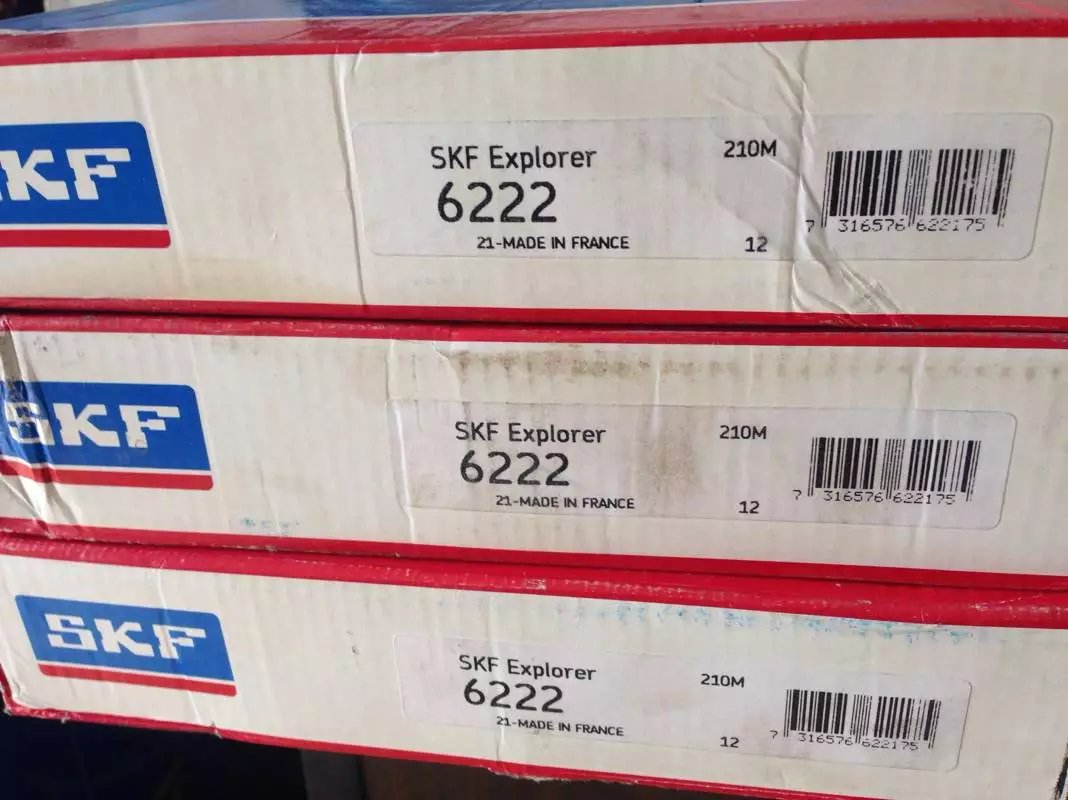 SKF
SKF Explorer
210M
6222
21-MADE IN FRANCE
12
7 316576 622175
SKF
SKF Explorer
210M
6222
21-MADE IN FRANCE
12
7 316576 622175
SKF
SKF Explorer
210M
6222
21-MADE IN FRANCE
12
7 316576 622175